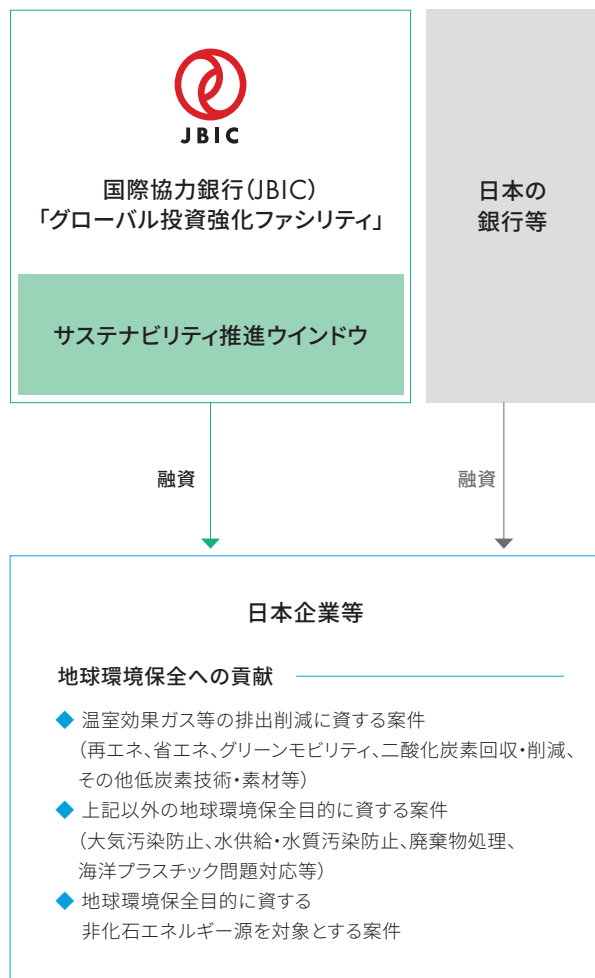 JBIC
国際協力銀行(JBIC)
「グローバル投資強化ファシリティ」
サステナビリティ推進ウインドウ
日本の
銀行等
融資
融資
日本企業等
地球環境保全への貢献
◆ 温室効果ガス等の排出削減に資する案件
(再エネ、省エネ、グリーンモビリティ、二酸化炭素回収・削減、
その他低炭素技術・素材等)
◆ 上記以外の地球環境保全目的に資する案件
(大気汚染防止、水供給・水質汚染防止、廃棄物処理、
海洋プラスチック問題対応等)
◆ 地球環境保全目的に資する
非化石エネルギー源を対象とする案件